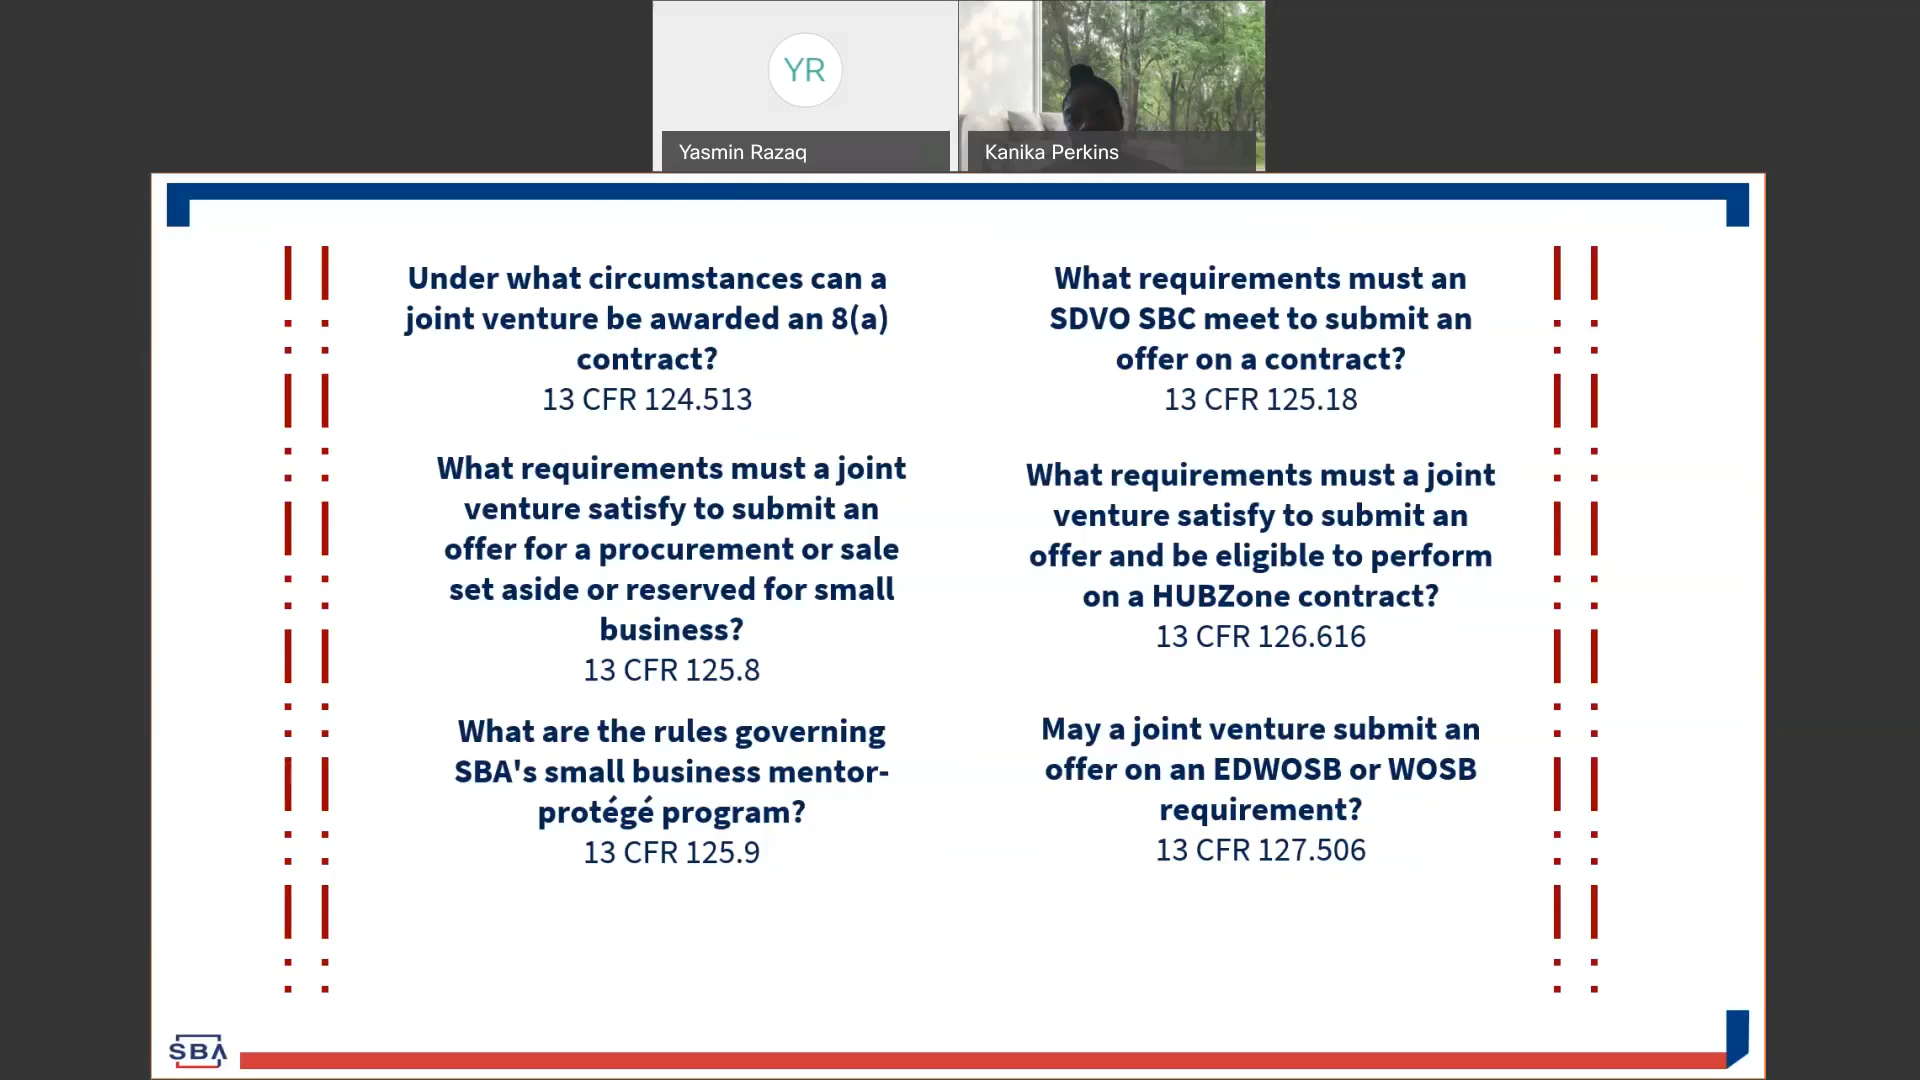 YR
Yasmin Razaq
Kanika Perkins
Under what circumstances can a
joint venture be awarded an 8(a)
contract?
13 CFR 124.513
What requirements must a joint
venture satisfy to submit an
offer for a procurement or sale
set aside or reserved for small
business?
13 CFR 125.8
What are the rules governing
SBA's small business mentor-
protégé program?
13 CFR 125.9
What requirements must an
SDVO SBC meet to submit an
offer on a contract?
13 CFR 125.18
What requirements must a joint
venture satisfy to submit an
offer and be eligible to perform
on a HUBZone contract?
13 CFR 126.616
May a joint venture submit an
offer on an EDWOSB or WOSB
requirement?
13 CFR 127.506
SBA